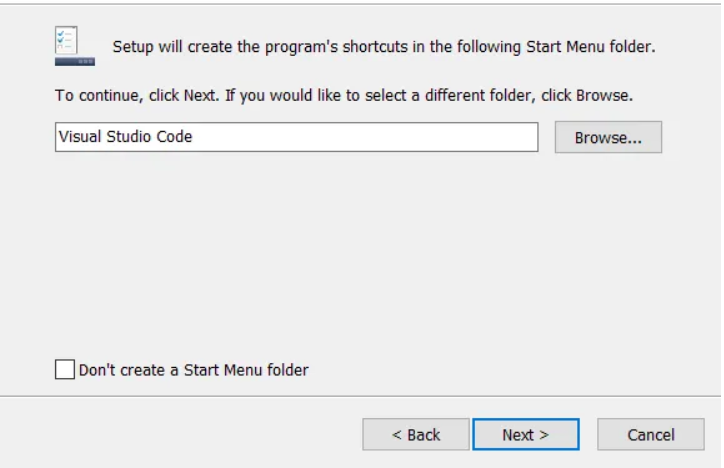 Setup will create the program's shortcuts in the following Start Menu folder.
To continue, click Next. If you would like to select a different folder, click Browse.
Visual Studio Code
Browse...
Don't create a Start Menu folder
< Back
Next >
Cancel